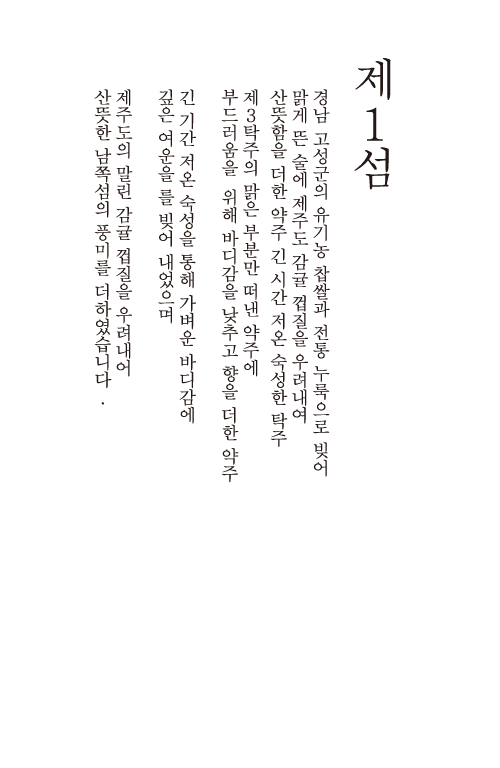 제1섬
경남 고성군의 유기농 찹쌀과 전통 누룩으로 빚어
맑게 뜬 술에 제주도 감귤 껍질을 우려내여
산뜻함을 더한 약주 긴 시간 저온 숙성한 탁주
제3탁주의 맑은 부분만 떠낸 약주에
부드러움을 위해 바디감을 낮추고 향을 더한 약주
긴 기간 저온 숙성을 통해 가벼운 바디감에
깊은 여운을 를 빚어 내었으며
제주도의 말린 감귤 껍질을 우려내어
산뜻한 남쪽섬의 풍미를 더하였습니다 .